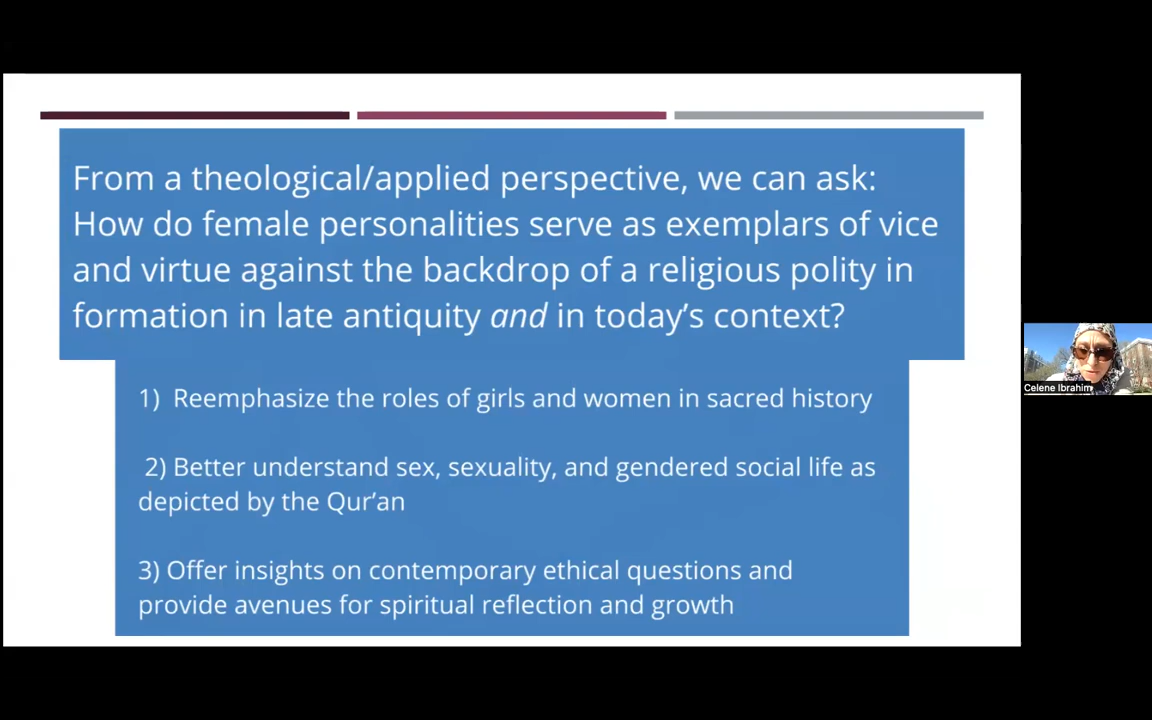 From a theological/applied perspective, we can ask:
How do female personalities serve as exemplars of vice
and virtue against the backdrop of a religious polity in
formation in late antiquity and in today's context?
1) Reemphasize the roles of girls and women in sacred history
2) Better understand sex, sexuality, and gendered social life as
depicted by the Qur'an
3) Offer insights on contemporary ethical questions and
provide avenues for spiritual reflection and growth
Celene Ibrahim